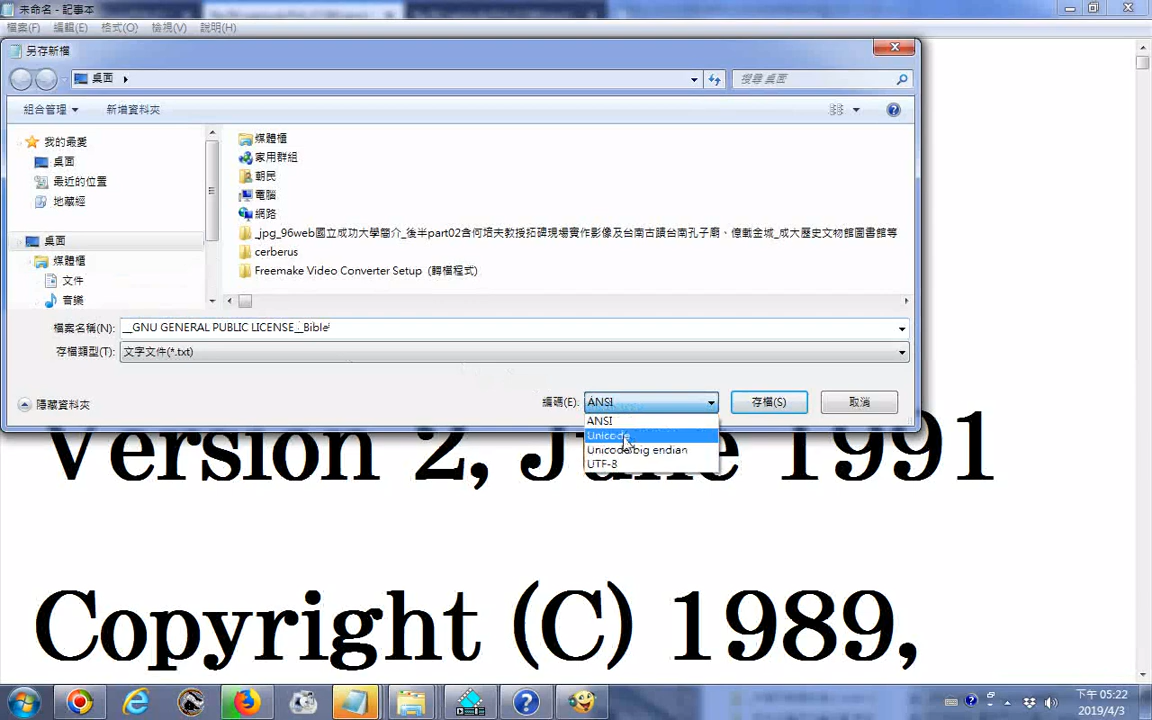 未命名 - 記事本
檔案(F) 編輯(E) 格式(O) 檢視(V) 說明(H)
另存新檔
桌面
搜尋 桌面
組合管理 新增資料夾
我的最愛
桌面
最近的位置
地藏經
桌面
媒體櫃
文件
音樂
媒體櫃
家用群組
朝民
電腦
網路
_jpg_96web國立成功大學簡介_後半part02含何培夫教授拓碑現場實作影像及台南古蹟台南孔子廟、億載金城_成大歷史文物館圖書館等
cerberus
Freemake Video Converter Setup (轉檔程式)
檔案名稱(N): __GNU GENERAL PUBLIC LICENSE__Bible
存檔類型(T): 文字文件(*.txt)
隱藏資料夾
編碼(E): ANSI 存檔(S) 取消
ANSI
Unicode
Unicode big endian
UTF-8
Version 2, June 1991
Copyright (C) 1989,
下午 05:22
2019/4/3